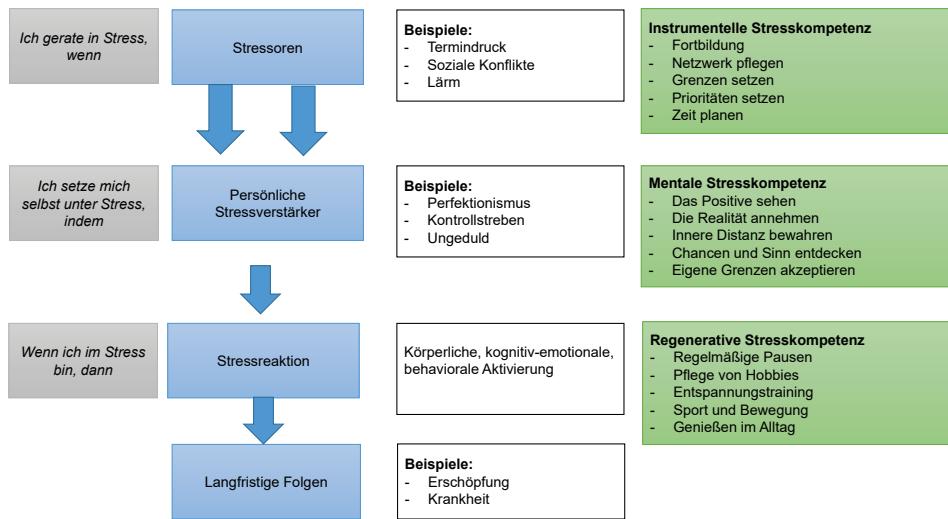 Ich gerate in Stress,
wenn
Stressoren
Beispiele:
- Termindruck
- Soziale Konflikte
- Lärm
Instrumentelle Stresskompetenz
- Fortbildung
- Netzwerk pflegen
- Grenzen setzen
- Prioritäten setzen
- Zeit planen
Ich setze mich
selbst unter Stress,
indem
Persönliche
Stressverstärker
Beispiele:
- Perfektionismus
- Kontrollstreben
- Ungeduld
Mentale Stresskompetenz
- Das Positive sehen
- Die Realität annehmen
- Innere Distanz bewahren
- Chancen und Sinn entdecken
- Eigene Grenzen akzeptieren
Wenn ich im Stress
bin, dann
Stressreaktion
Körperliche, kognitiv-emotionale,
behaviorale Aktivierung
Regenerative Stresskompetenz
- Regelmäßige Pausen
- Pflege von Hobbies
- Entspannungstraining
- Sport und Bewegung
- Genießen im Alltag
Langfristige Folgen
Beispiele:
- Erschöpfung
- Krankheit